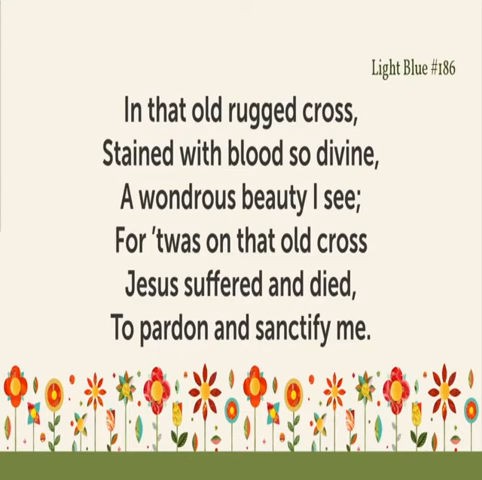 Light Blue #186
In that old rugged cross,
Stained with blood so divine,
A wondrous beauty I see;
For ’twas on that old cross
Jesus suffered and died,
To pardon and sanctify me.